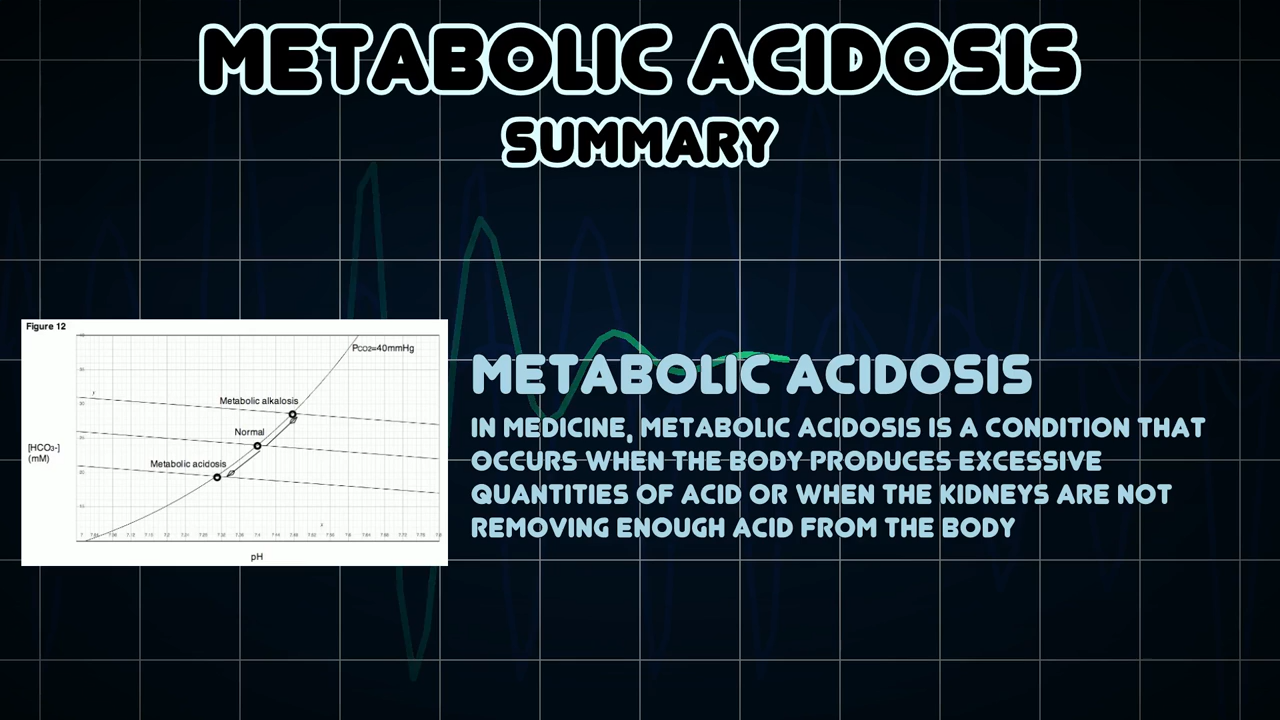 METABOLIC ACIDOSIS
SUMMARY
Figure 12
PCO2=40mmHg
Metabolic alkalosis
Normal
[HCO3-]
(mM)
Metabolic acidosis
pH
METABOLIC ACIDOSIS
IN MEDICINE, METABOLIC ACIDOSIS IS A CONDITION THAT
OCCURS WHEN THE BODY PRODUCES EXCESSIVE
QUANTITIES OF ACID OR WHEN THE KIDNEYS ARE NOT
REMOVING ENOUGH ACID FROM THE BODY